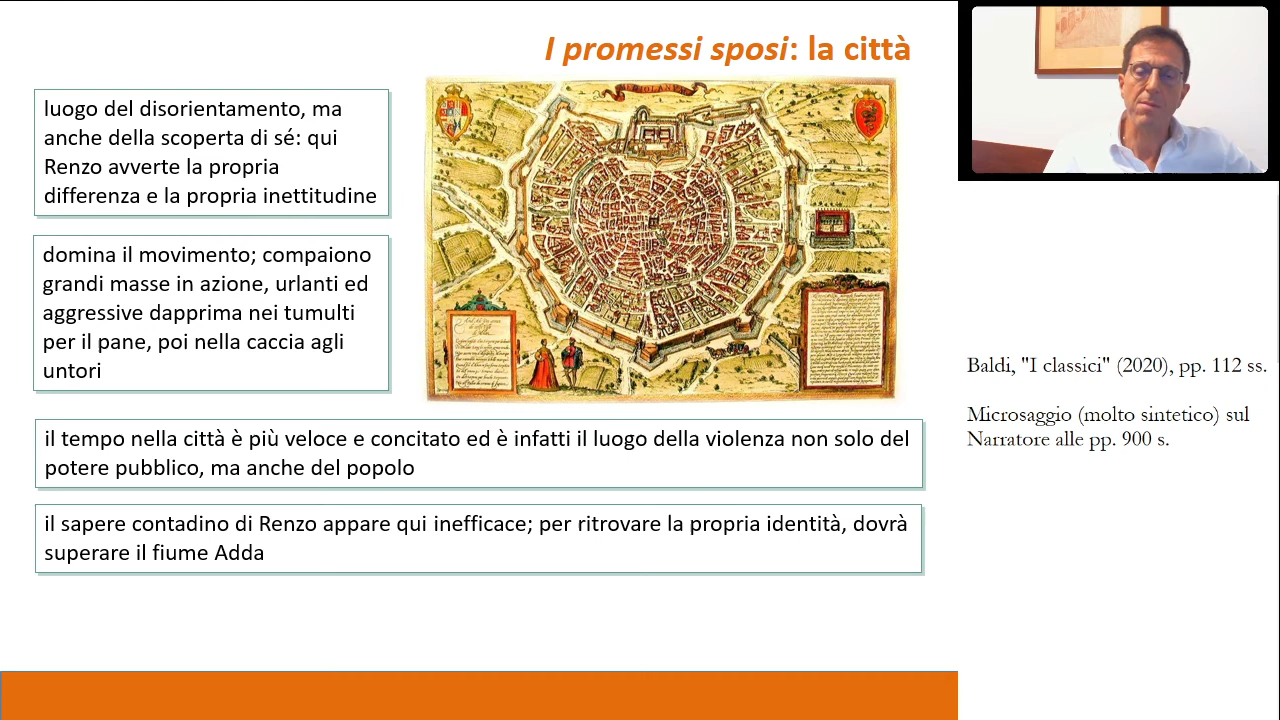 I promessi sposi: la città
luogo del disorientamento, ma
anche della scoperta di sé: qui
Renzo avverte la propria
differenza e la propria inettitudine
domina il movimento; compaiono
grandi masse in azione, urlanti ed
aggressive dapprima nei tumulti
per il pane, poi nella caccia agli
untori
il tempo nella città è più veloce e concitato ed è infatti il luogo della violenza non solo del
potere pubblico, ma anche del popolo
il sapere contadino di Renzo appare qui inefficace; per ritrovare la propria identità, dovrà
superare il fiume Adda
Baldi, "I classici" (2020), pp. 112 ss.
Microsaggio (molto sintetico) sul
Narratore alle pp. 900 s.